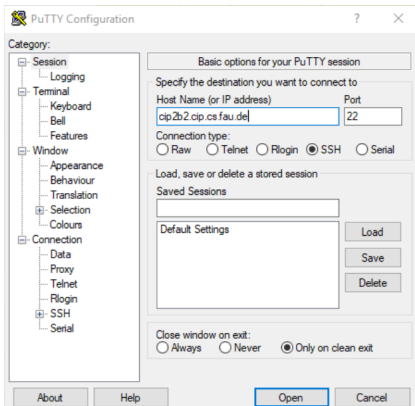 PuTTY Configuration
Category:
Session
Logging
Terminal
Keyboard
Bell
Features
Window
Appearance
Behaviour
Translation
Selection
Colours
Connection
Data
Proxy
Telnet
Rlogin
SSH
Serial
Basic options for your PuTTY session
Specify the destination you want to connect to
Host Name (or IP address) Port
cip2b2.cip.cs.fau.de 22
Connection type:
Raw Telnet Rlogin SSH Serial
Load, save or delete a stored session
Saved Sessions
Default Settings
Load
Save
Delete
Close window on exit:
Always Never Only on clean exit
About Help Open Cancel